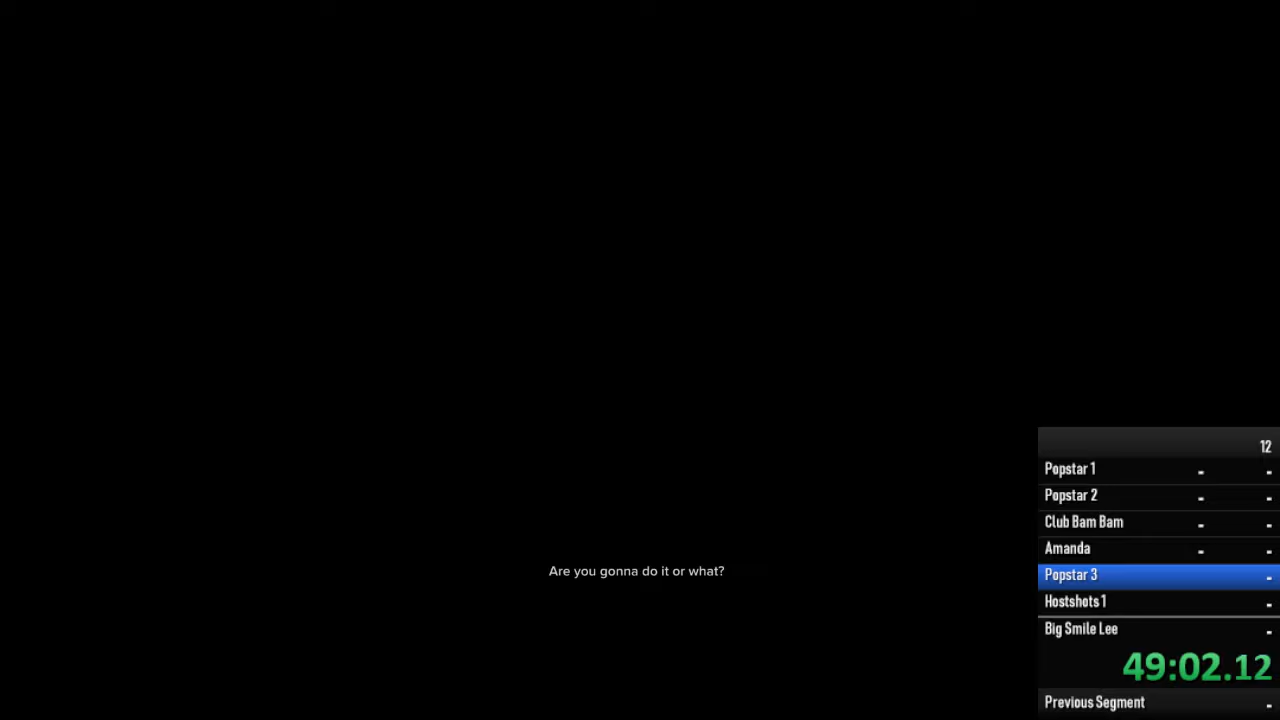 Are you gonna do it or what?
12
Popstar 1 - -
Popstar 2 - -
Club Bam Bam - -
Amanda - -
Popstar 3 -
Hostshots 1 -
Big Smile Lee -
49:02.12
Previous Segment -